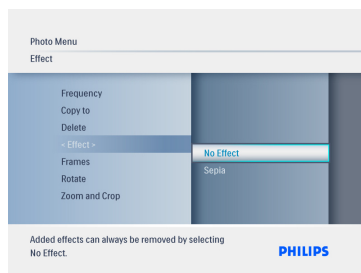 Photo Menu
Effect
Frequency
Copy to
Delete
< Effect >
Frames
Rotate
Zoom and Crop
No Effect
Sepia
Added effects can always be removed by selecting
No Effect.
PHILIPS